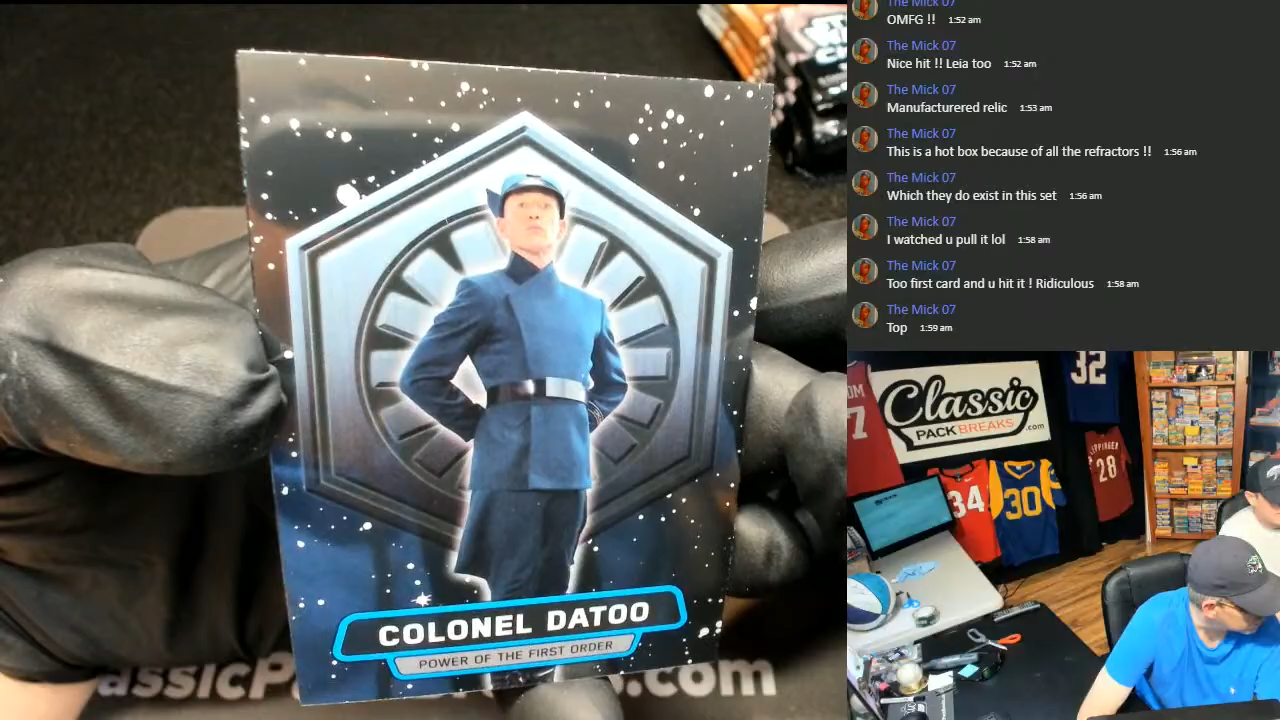 COLONEL DATOO
POWER OF THE FIRST ORDER
The Mick 07
OMFG !! 1:52 am
The Mick 07
Nice hit !! Leia too 1:52 am
The Mick 07
Manufacturered relic 1:53 am
The Mick 07
This is a hot box because of all the refractors !! 1:56 am
The Mick 07
Which they do exist in this set 1:56 am
The Mick 07
I watched u pull it lol 1:58 am
The Mick 07
Too first card and u hit it ! Ridiculous 1:58 am
The Mick 07
Top 1:59 am
Classic
PACK BREAKS
.com
32
7
34
30
28